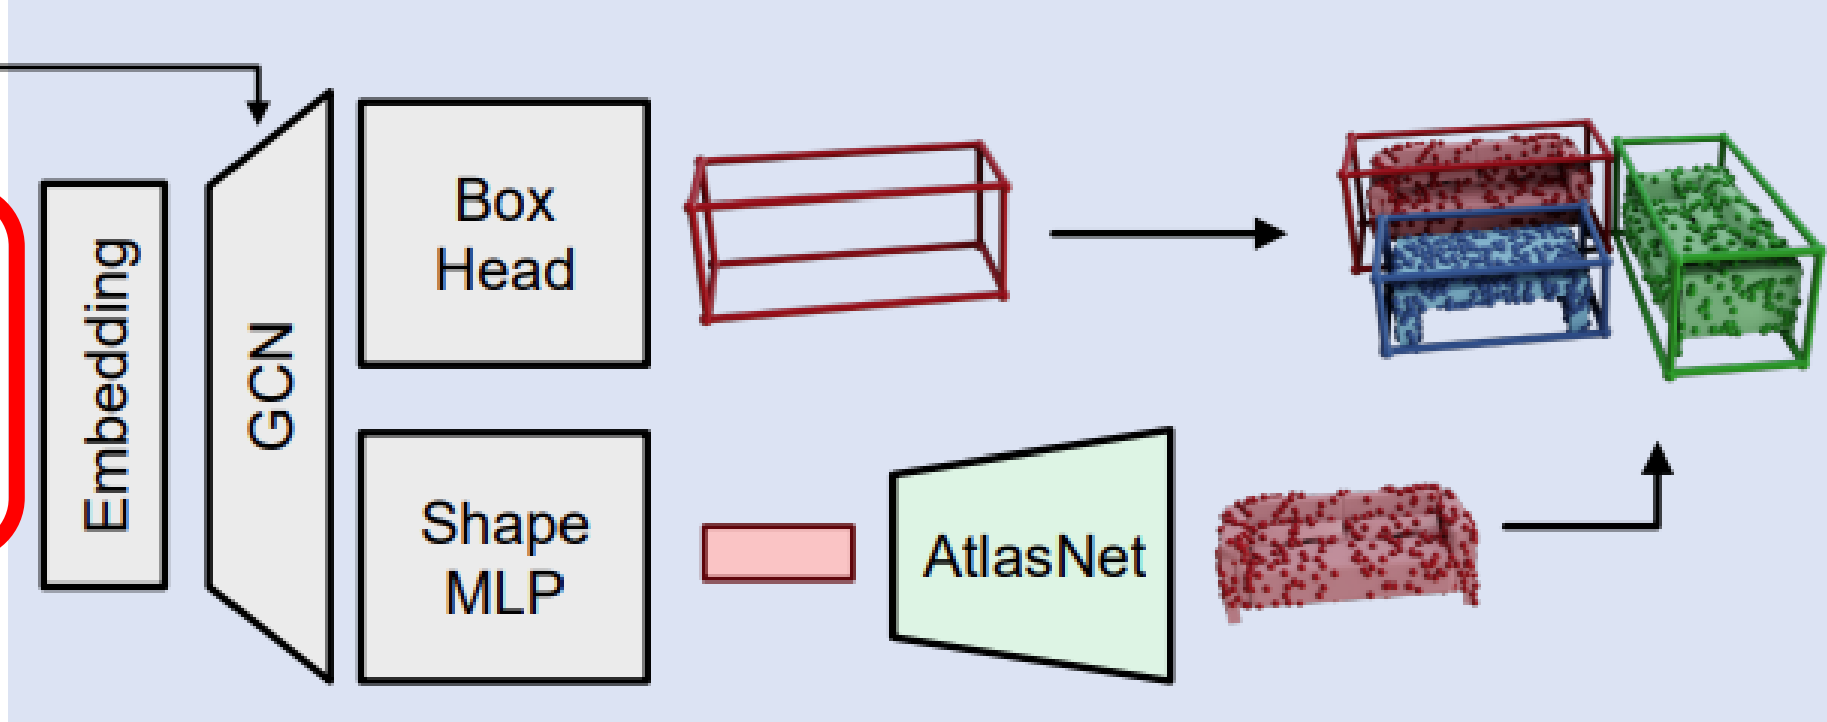 Embedding
GCN
Box
Head
Shape
MLP
AtlasNet